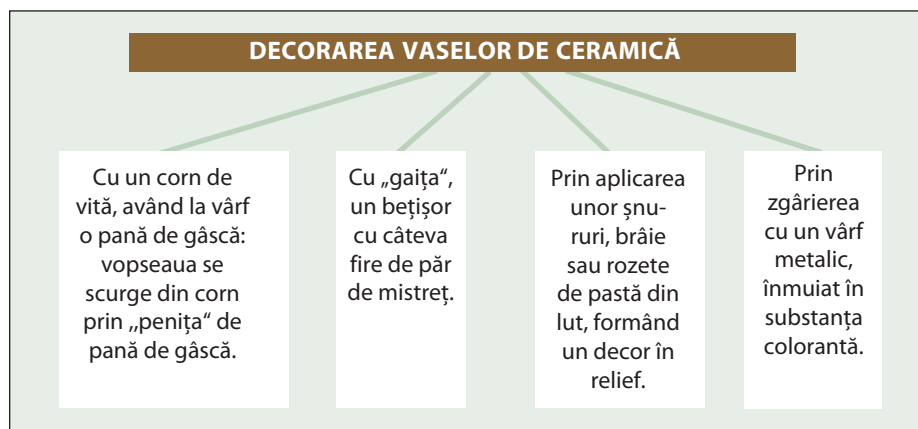 DECORAREA VASELOR DE CERAMICĂ
Cu un corn de
vită, având la vârf
o pană de gâscă:
vopseaua se
scurge din corn
prin ,,penița“ de
pană de gâscă.
Cu „gaița“,
un bețișor
cu câteva
fire de păr
de mistreț.
Prin aplicarea
unor șnu-
ruri, brâie
sau rozete
de pastă din
lut, formând
un decor în
relief.
Prin
zgârierea
cu un vârf
metalic,
înmuiat în
substanța
colorantă.